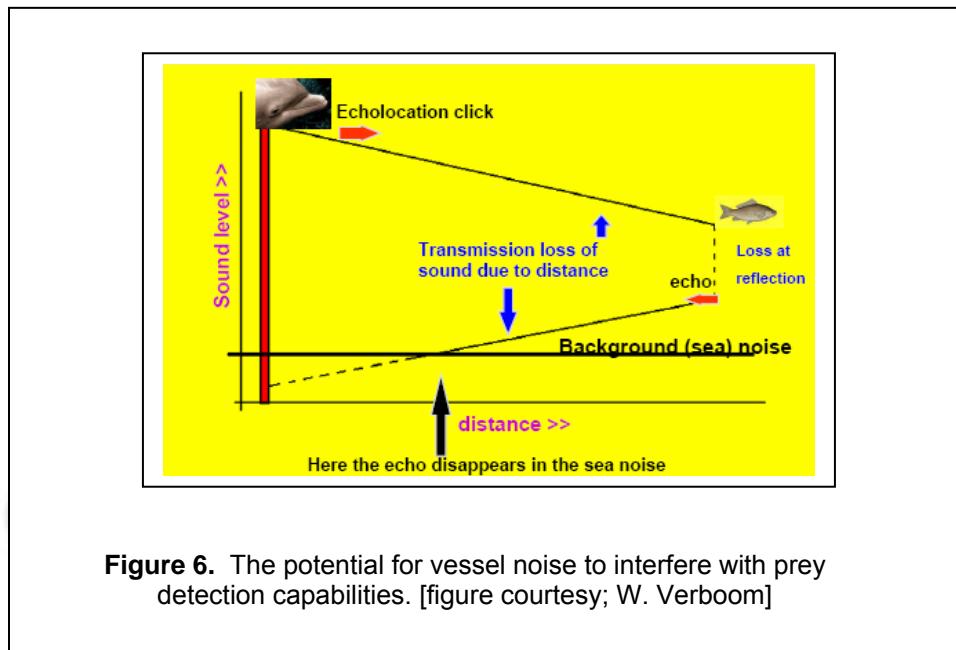 Echolocation click
Sound level >>
Transmission loss of
sound due to distance
Loss at
reflection
echo
Background (sea) noise
distance >>
Here the echo disappears in the sea noise
Figure 6. The potential for vessel noise to interfere with prey
detection capabilities. [figure courtesy; W. Verboom]